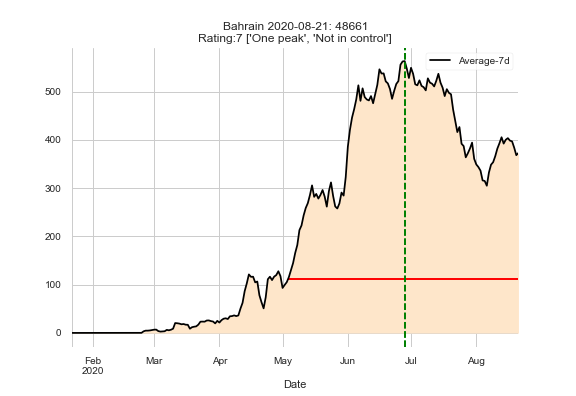 Bahrain 2020-08-21: 48661
Rating:7 ['One peak', 'Not in control']
Average-7d
500
400
300
200
100
0
Feb Mar Apr May Jun Jul Aug
2020
Date